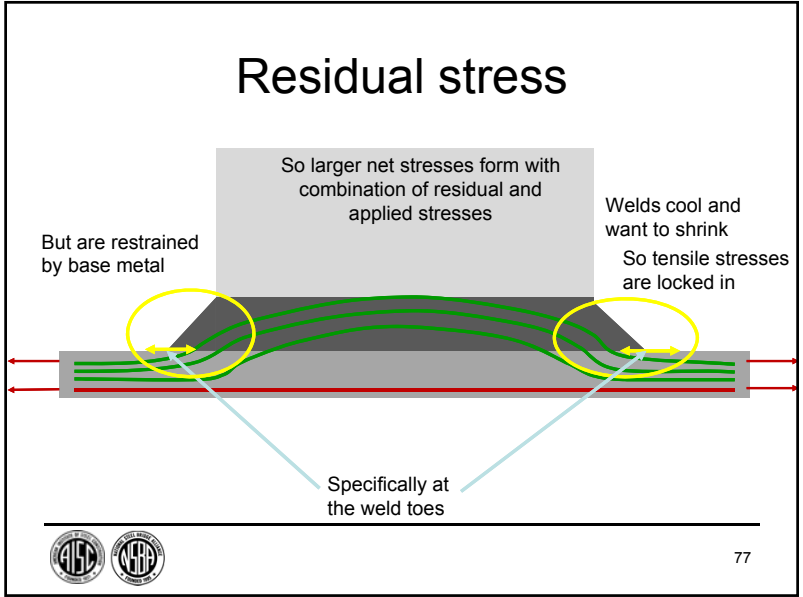 Residual stress
So larger net stresses form with
combination of residual and
applied stresses
Welds cool and
want to shrink
But are restrained
by base metal
So tensile stresses
are locked in
Specifically at
the weld toes
AISC
NSBA
77